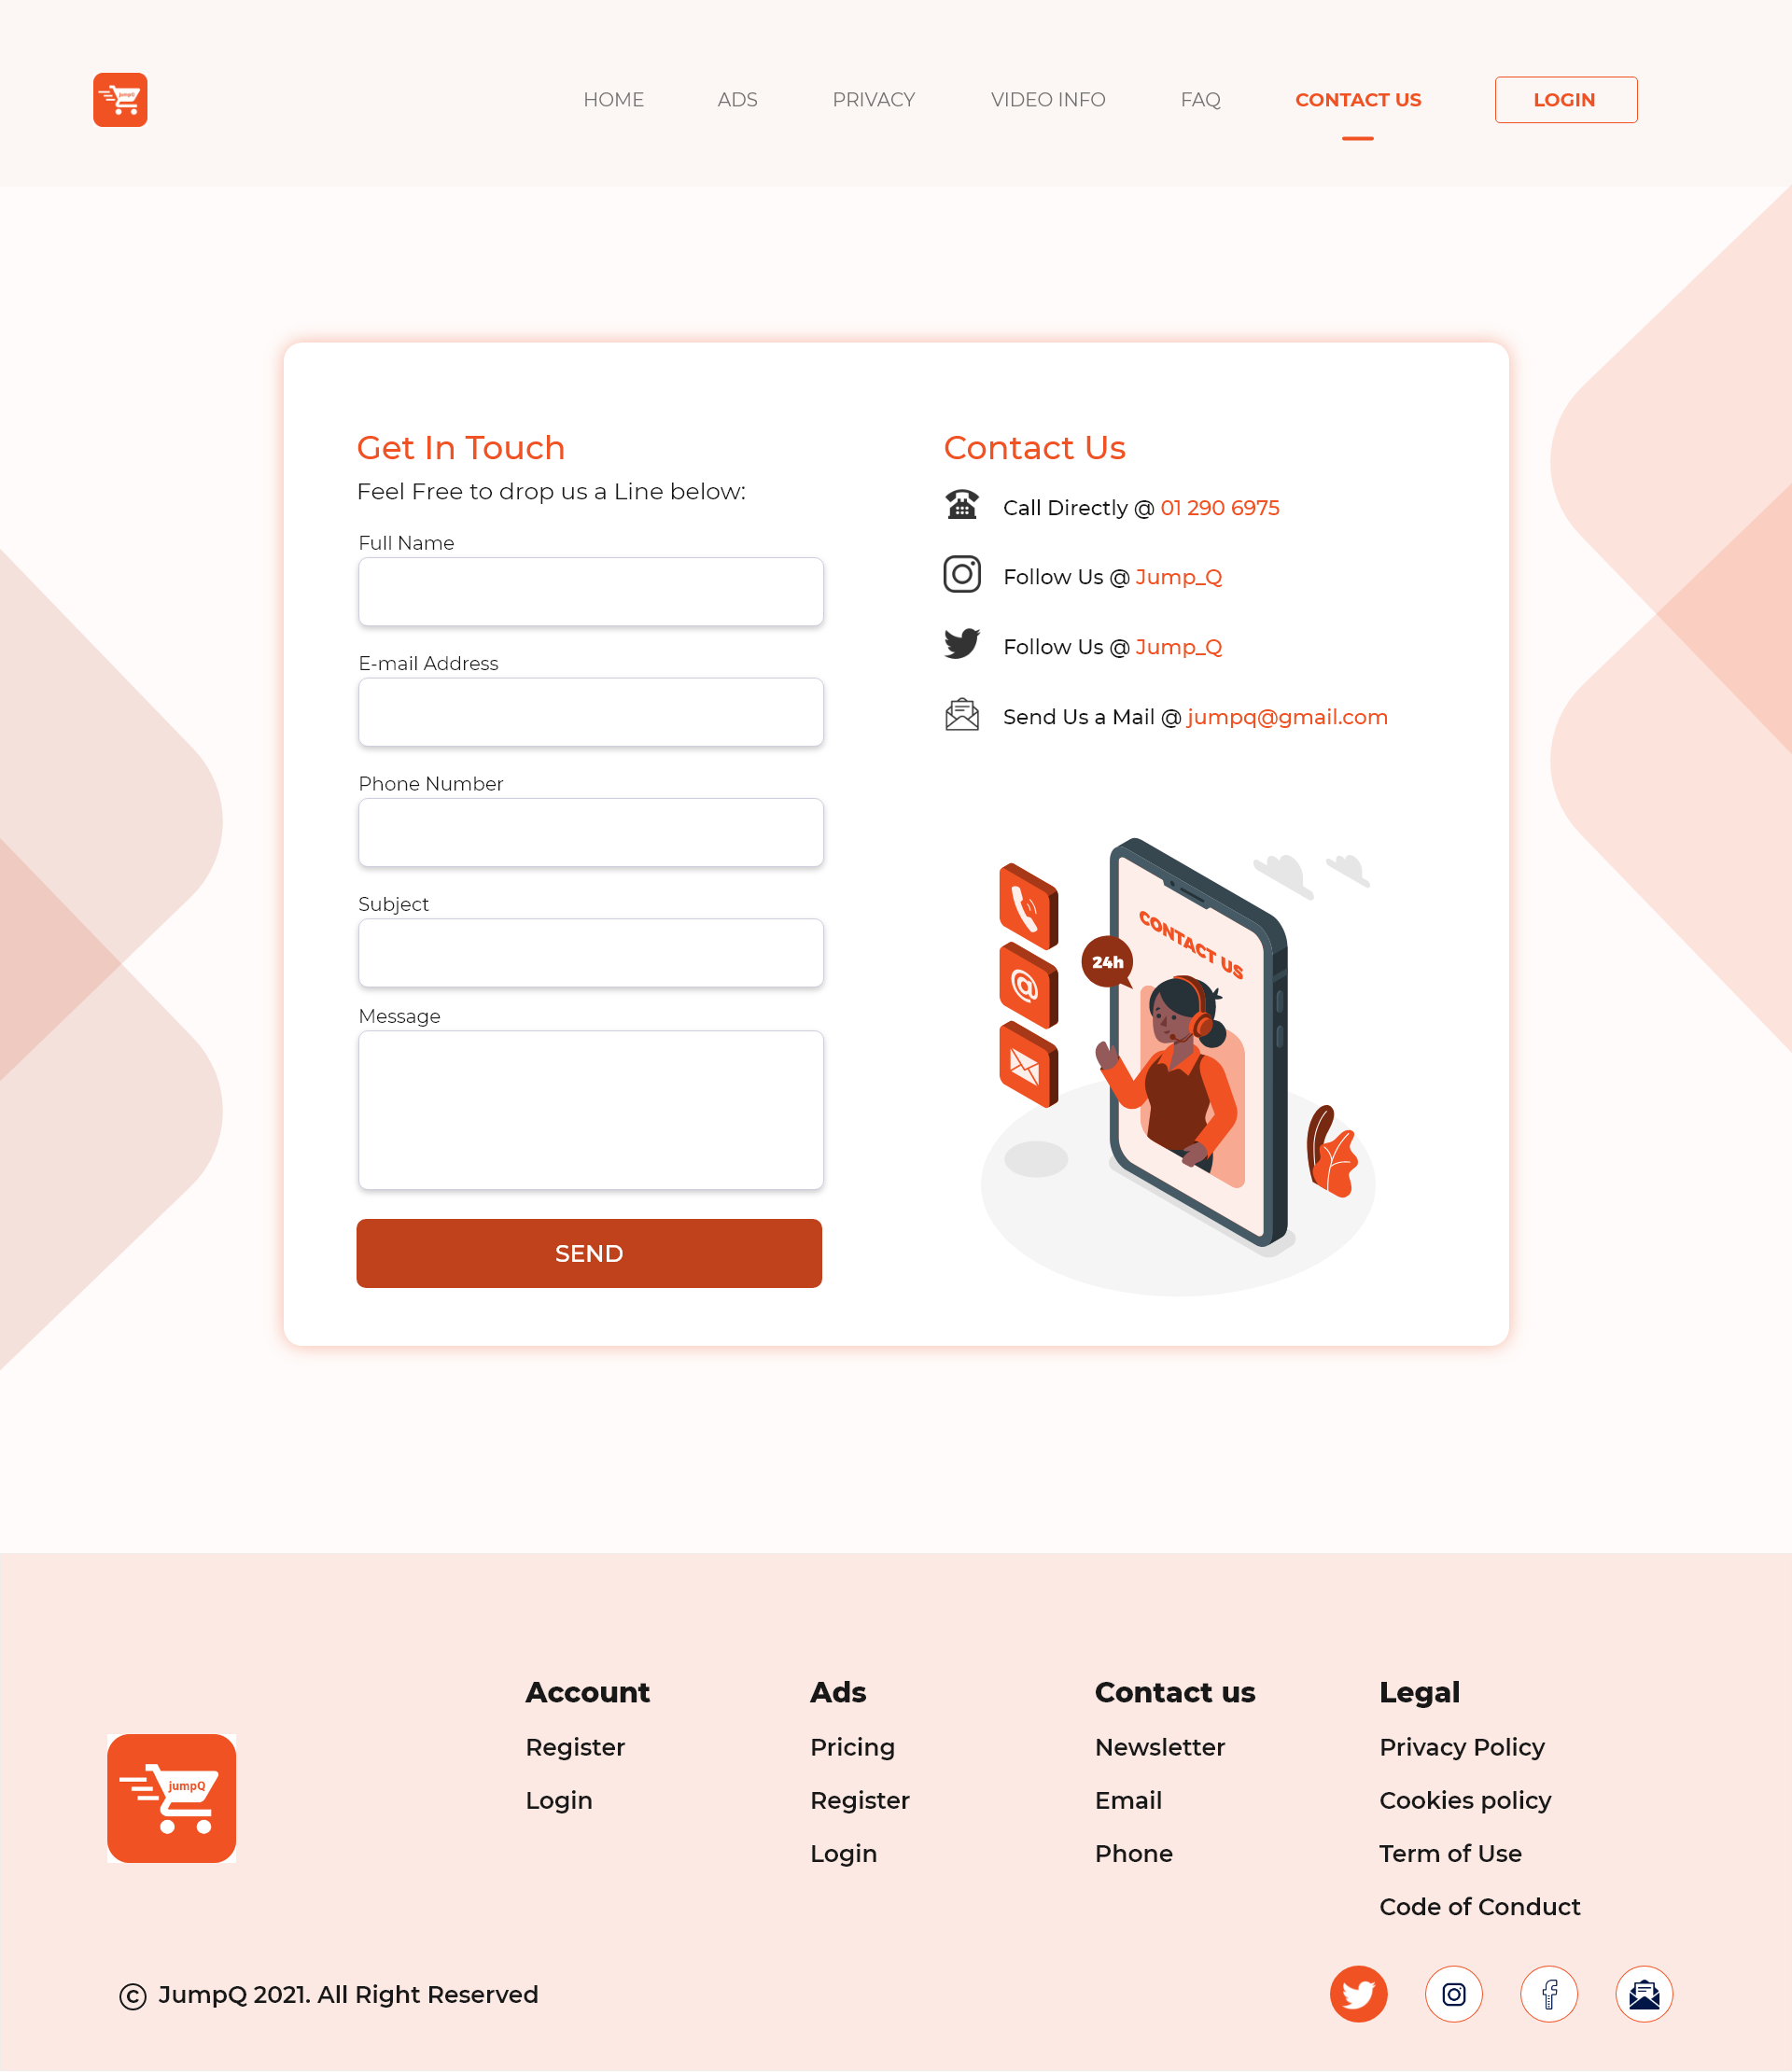 jumpQ
HOME
ADS
PRIVACY
VIDEO INFO
FAQ
CONTACT US
LOGIN
Get In Touch
Feel Free to drop us a Line below:
Full Name
E-mail Address
Phone Number
Subject
Message
SEND
Contact Us
Call Directly @ 01 290 6975
Follow Us @ Jump_Q
Follow Us @ Jump_Q
Send Us a Mail @ jumpq@gmail.com
CONTACT US
24h
@
jumpQ
Account
Register
Login
Ads
Pricing
Register
Login
Contact us
Newsletter
Email
Phone
Legal
Privacy Policy
Cookies policy
Term of Use
Code of Conduct
© JumpQ 2021. All Right Reserved